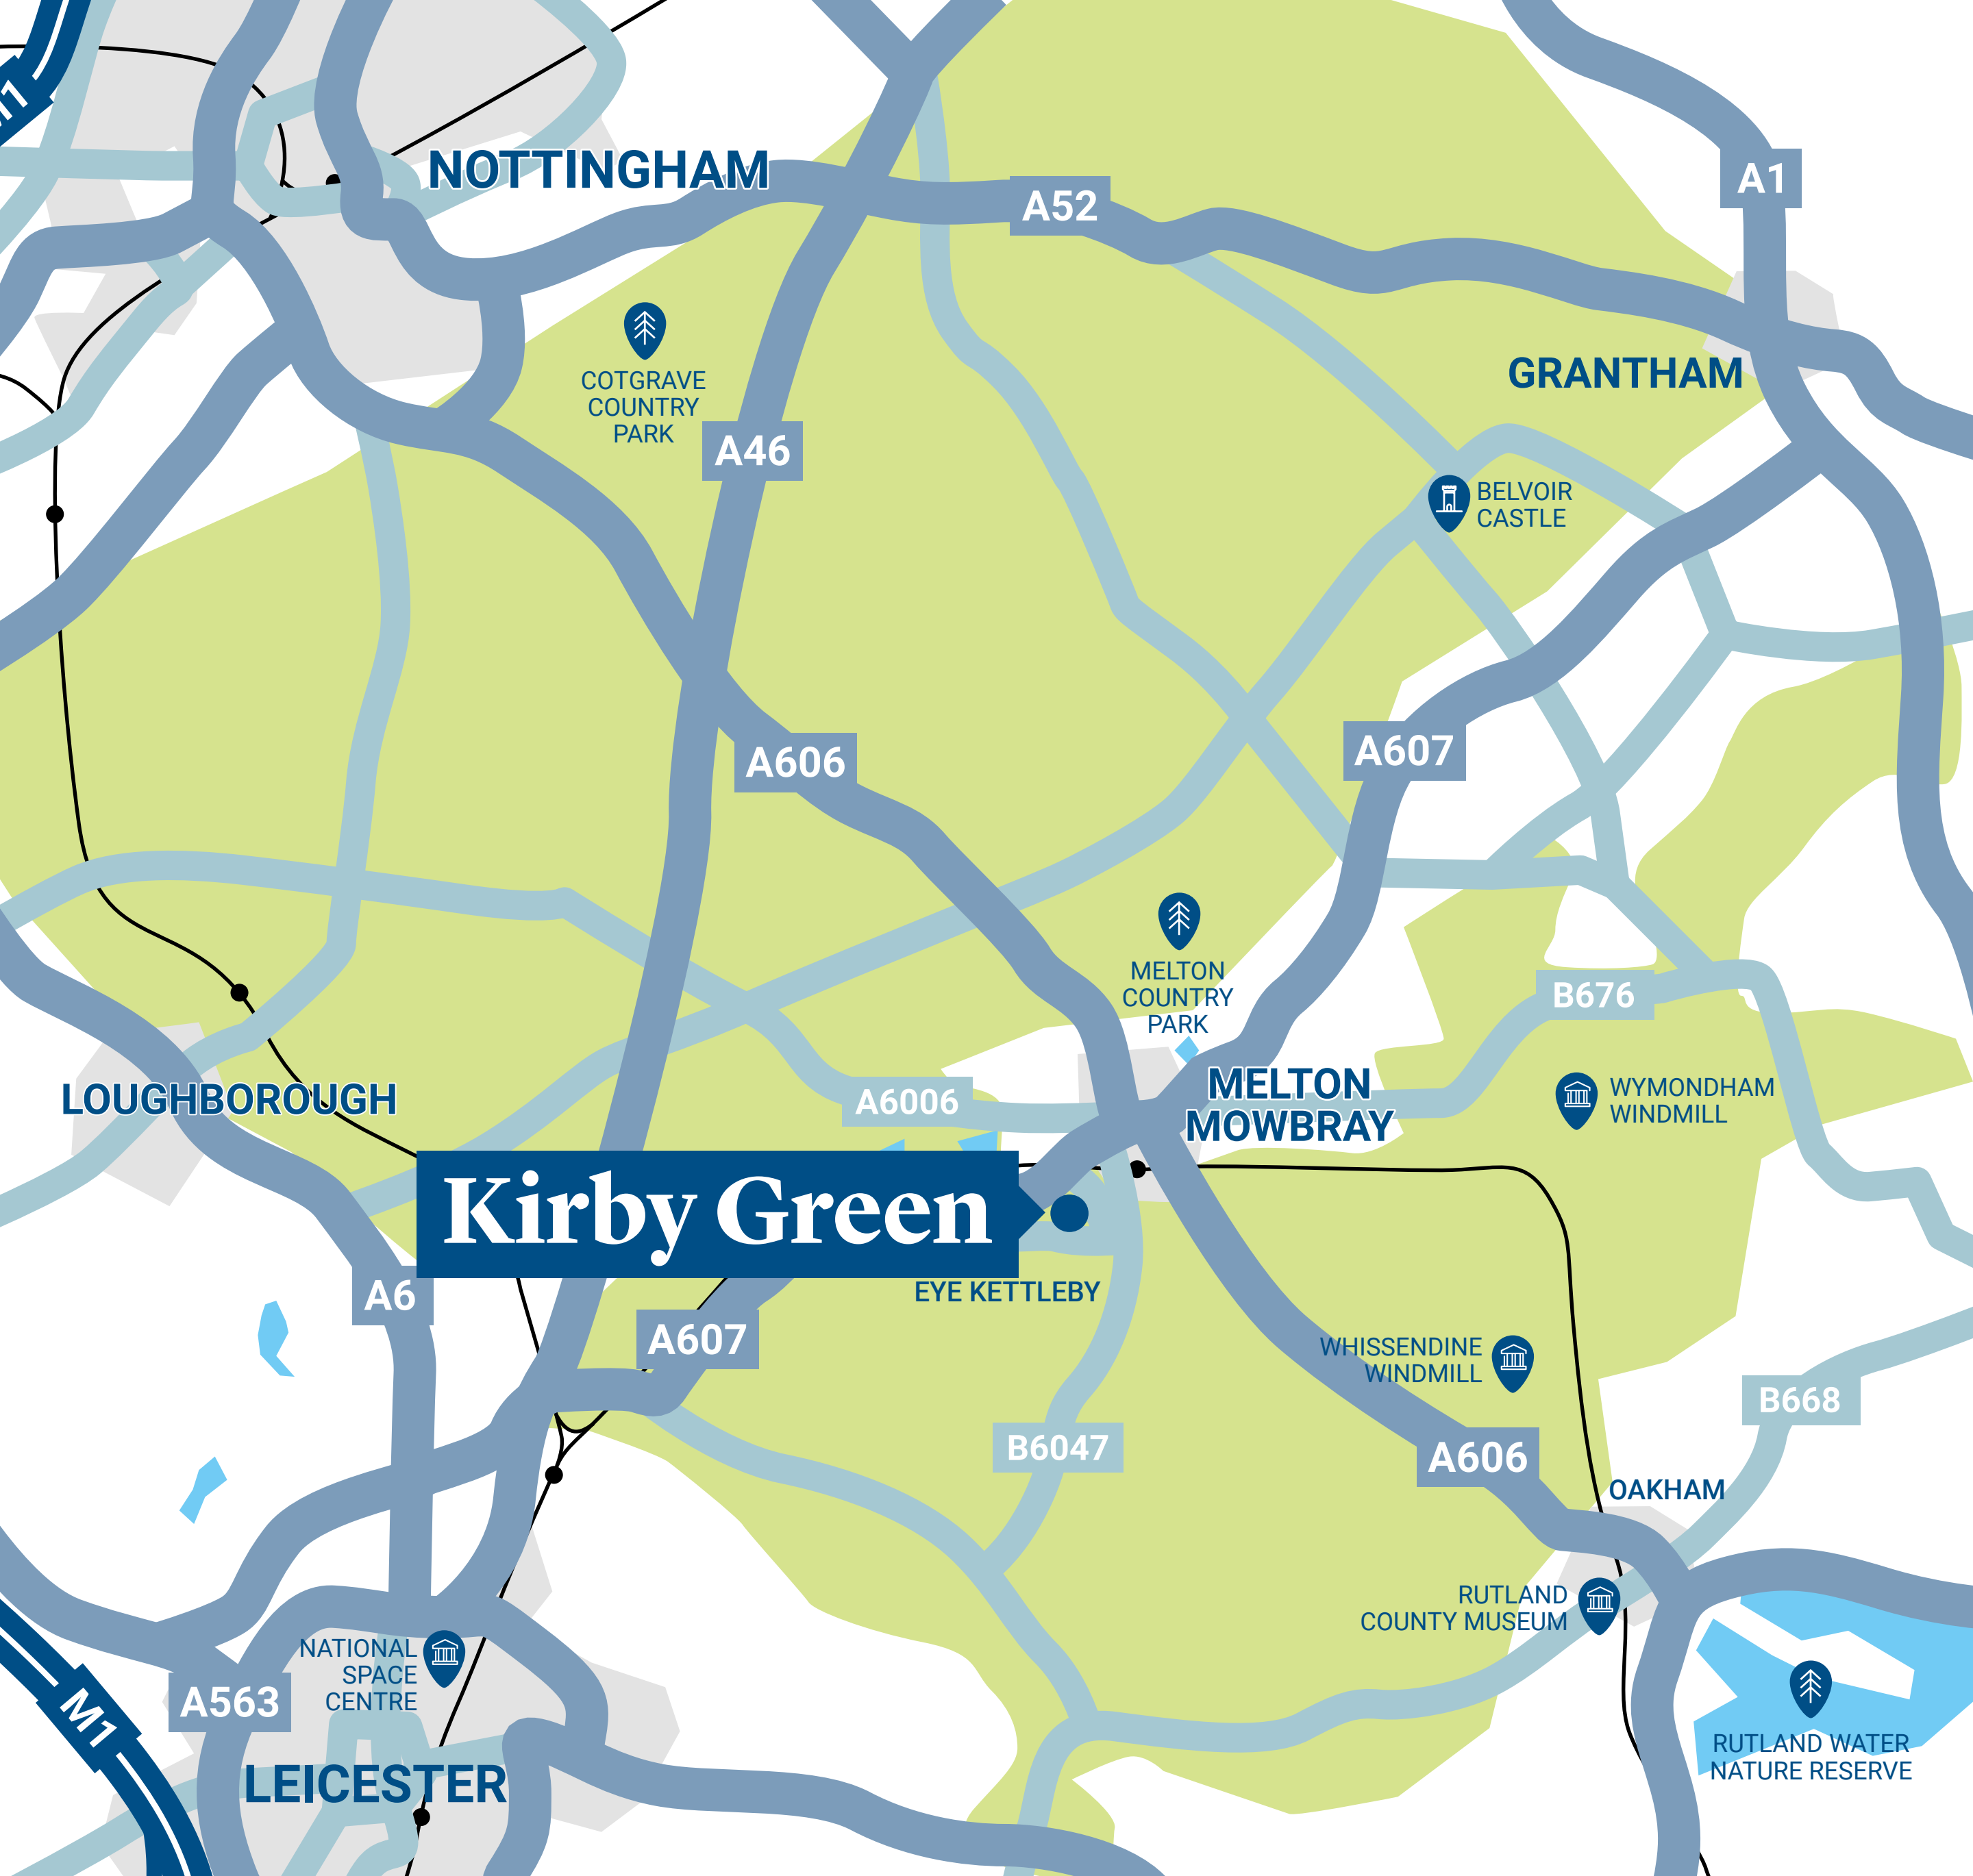 M1
NOTTINGHAM
A52
A1
COTGRAVE
COUNTRY
PARK
GRANTHAM
A46
BELVOIR
CASTLE
A606
A607
MELTON
COUNTRY
PARK
B676
LOUGHBOROUGH
A6006
MELTON
MOWBRAY
WYMONDHAM
WINDMILL
Kirby Green
EYE KETTLEBY
A6
A607
WHISSENDINE
WINDMILL
B668
B6047
A606
OAKHAM
RUTLAND
COUNTY MUSEUM
NATIONAL
SPACE
CENTRE
A563
M1
RUTLAND WATER
NATURE RESERVE
LEICESTER